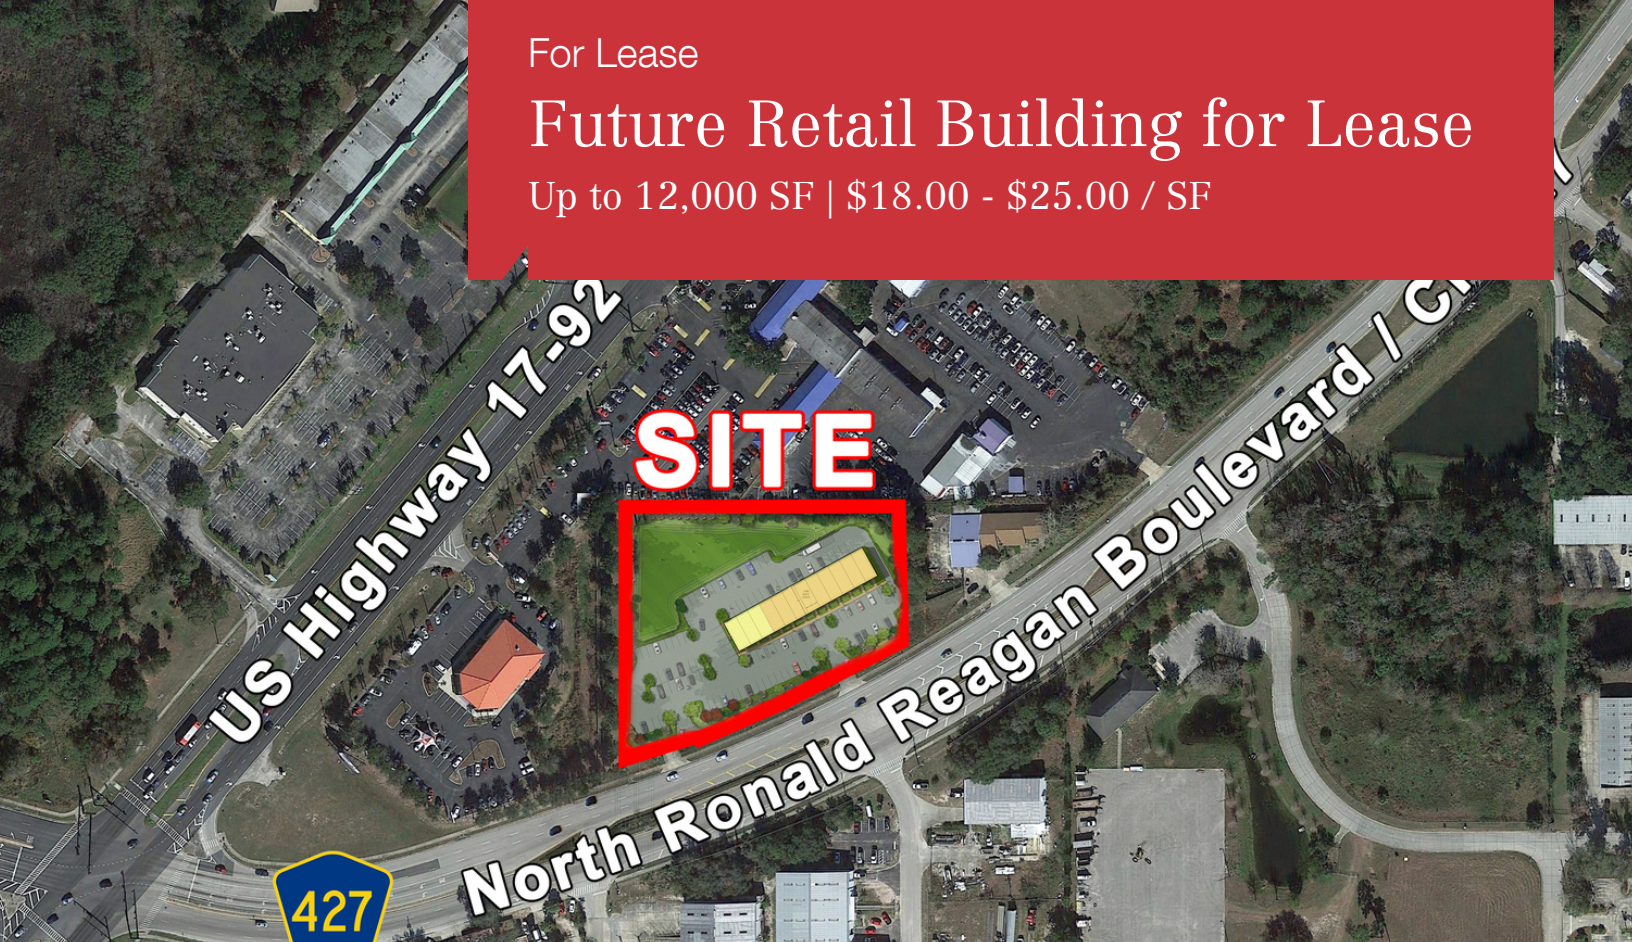 For Lease
Future Retail Building for Lease
Up to 12,000 SF | $18.00 - $25.00 / SF
US Highway 17-92
SITE
North Ronald Reagan Boulevard /
427